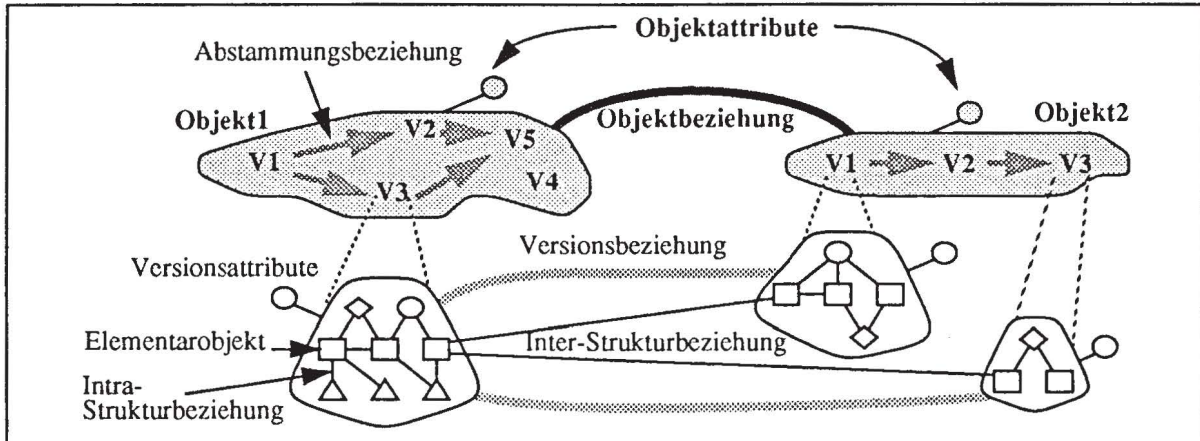 Objektattribute
Abstammungsbeziehung
Objekt1
V2
V5
Objektbeziehung
Objekt2
V1
V3
V4
V1
V2
V3
Versionsbeziehung
Versionsattribute
Elementarobjekt
Inter-Strukturbeziehung
Intra-
Strukturbeziehung